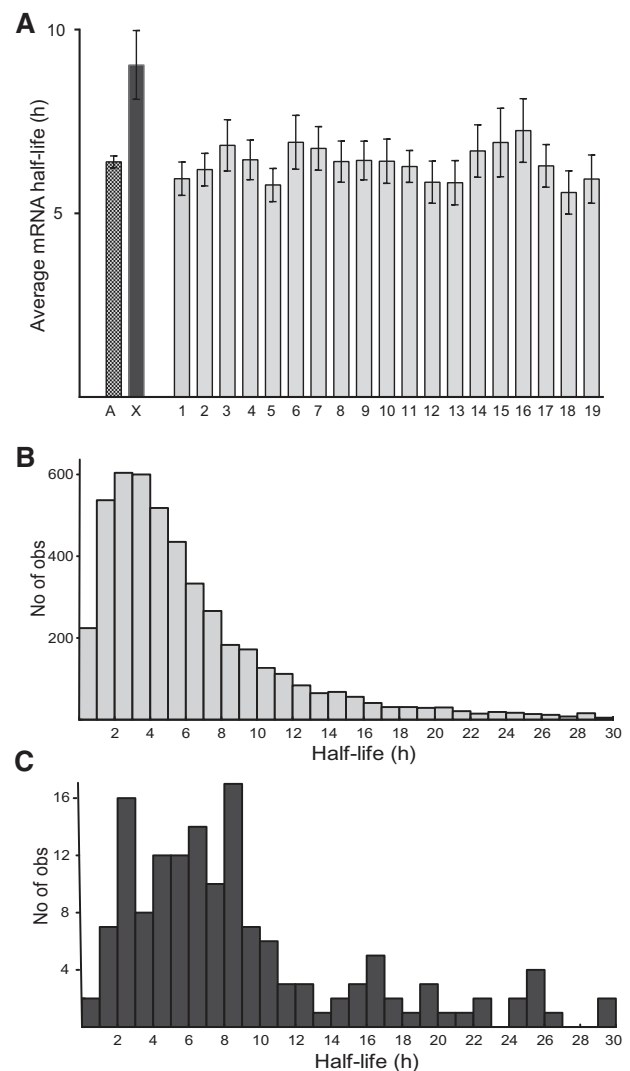 A
10
5
Average mRNA half-life (h)
A X 1 2 3 4 5 6 7 8 9 10 11 12 13 14 15 16 17 18 19
B
600
400
200
No of obs
2 4 6 8 10 12 14 16 18 20 22 24 26 28 30
Half-life (h)
C
16
12
8
4
No of obs
2 4 6 8 10 12 14 16 18 20 22 24 26 28 30
Half-life (h)